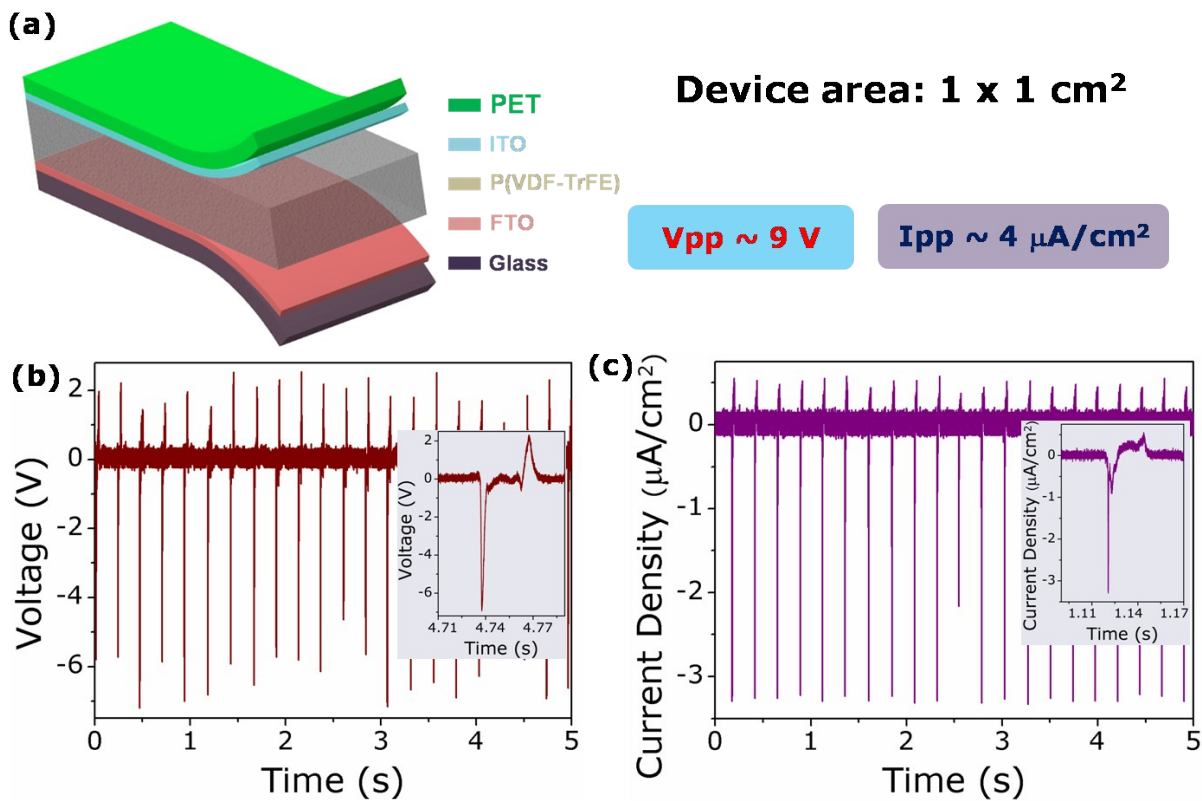 (a)
PET
ITO
P(VDF-TrFE)
FTO
Glass
Device area: 1 x 1 cm²
Vpp ~ 9 V
Ipp ~ 4 µA/cm²
(b)
Voltage (V)
2
0
-2
-4
-6
0 1 2 3 4 5
Time (s)
Voltage (V)
2
0
-2
-4
-6
4.71 4.74 4.77
Time (s)
(c)
Current Density (µA/cm²)
0
-1
-2
-3
0 1 2 3 4 5
Time (s)
Current Density (µA/cm²)
0
-1
-2
-3
1.11 1.14 1.17
Time (s)